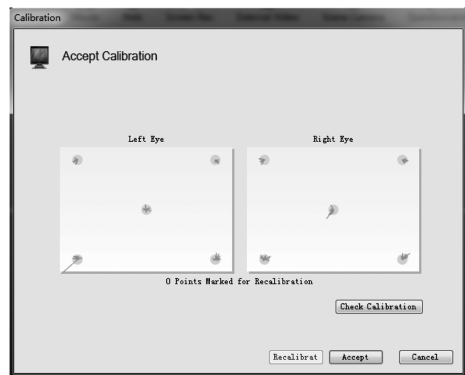 Calibration
Accept Calibration
Left Eye Right Eye
0 Points Marked for Recalibration
Check Calibration
Recalibrat Accept Cancel